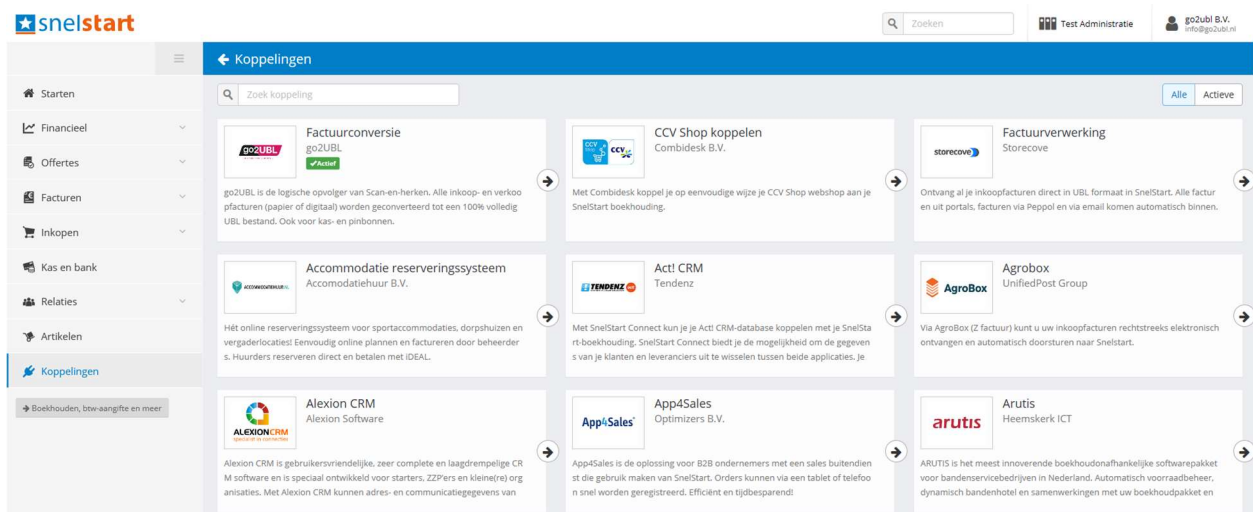 snelstart
Zoeken
Test Administratie
go2ubl B.V.
info@go2ubl.nl
Koppelingen
Starten
Financieel
Offertes
Facturen
Inkopen
Kas en bank
Relaties
Artikelen
Koppelingen
Boekhouden, btw-aangifte en meer
Zoek koppeling
Alle
Actieve
go2UBL
Factuurconversie
go2UBL
Actief
go2UBL is de logische opvolger van Scan-en-herken. Alle inkoop- en verkoo
pfacturen (papier of digitaal) worden geconverteerd tot een 100% volledig
UBL bestand. Ook voor kas- en pinbonnen.
CCV
SHOP
CCV
CCV Shop koppelen
Combidesk B.V.
Met Combidesk koppel je op eenvoudige wijze je CCV Shop webshop aan je
SnelStart boekhouding.
storecove
Factuurverwerking
Storecove
Ontvang al je inkoopfacturen direct in UBL formaat in SnelStart. Alle factur
en uit portals, facturen via Peppol en via email komen automatisch binnen.
ACCOMMODATIEHUUR.NL
Accommodatie reserveringssysteem
Accomodatiehuur B.V.
Hét online reserveringssysteem voor sportaccommodaties, dorpshuizen en
vergaderlocaties! Eenvoudig online plannen en factureren door beheerder
s. Huurders reserveren direct en betalen met iDEAL.
TENDENZ act!
Act! CRM
Tendenz
Met SnelStart Connect kun je je Act! CRM-database koppelen met je SnelSta
rt-boekhouding. SnelStart Connect biedt je de mogelijkheid om de gegeven
s van je klanten en leveranciers uit te wisselen tussen beide applicaties. Je
AgroBox
Agrobox
UnifiedPost Group
Via AgroBox (Z factuur) kunt u uw inkoopfacturen rechtstreeks elektronisch
ontvangen en automatisch doorsturen naar Snelstart.
ALEXION CRM
specialist in connecties
Alexion CRM
Alexion Software
Alexion CRM is gebruikersvriendelijke, zeer complete en laagdrempelige CR
M software en is speciaal ontwikkeld voor starters, ZZP'ers en kleine(re) org
anisaties. Met Alexion CRM kunnen adres- en communicatiegegevens van
App4Sales
App4Sales
Optimizers B.V.
App4Sales is de oplossing voor B2B ondernemers met een sales buitendien
st die gebruik maken van SnelStart. Orders kunnen via een tablet of telefoo
n snel worden geregistreerd. Efficiënt en tijdbesparend!
arutis
Arutis
Heemskerk ICT
ARUTIS is het meest innoverende boekhoudonafhankelijke softwarepakket
voor bandenservicebedrijven in Nederland. Automatisch voorraadbeheer,
dynamisch bandenhotel en samenwerkingen met uw boekhoudpakket en